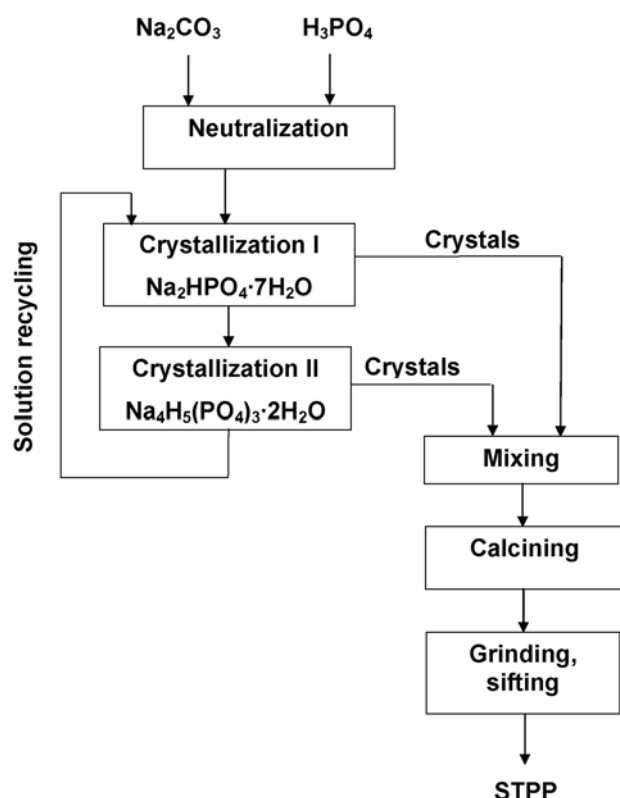 Na₂CO₃
H₃PO₄
Neutralization
Crystallization I
Na₂HPO₄·7H₂O
Crystals
Solution recycling
Crystallization II
Na₄H₅(PO₄)₃·2H₂O
Crystals
Mixing
Calcining
Grinding,
sifting
STPP